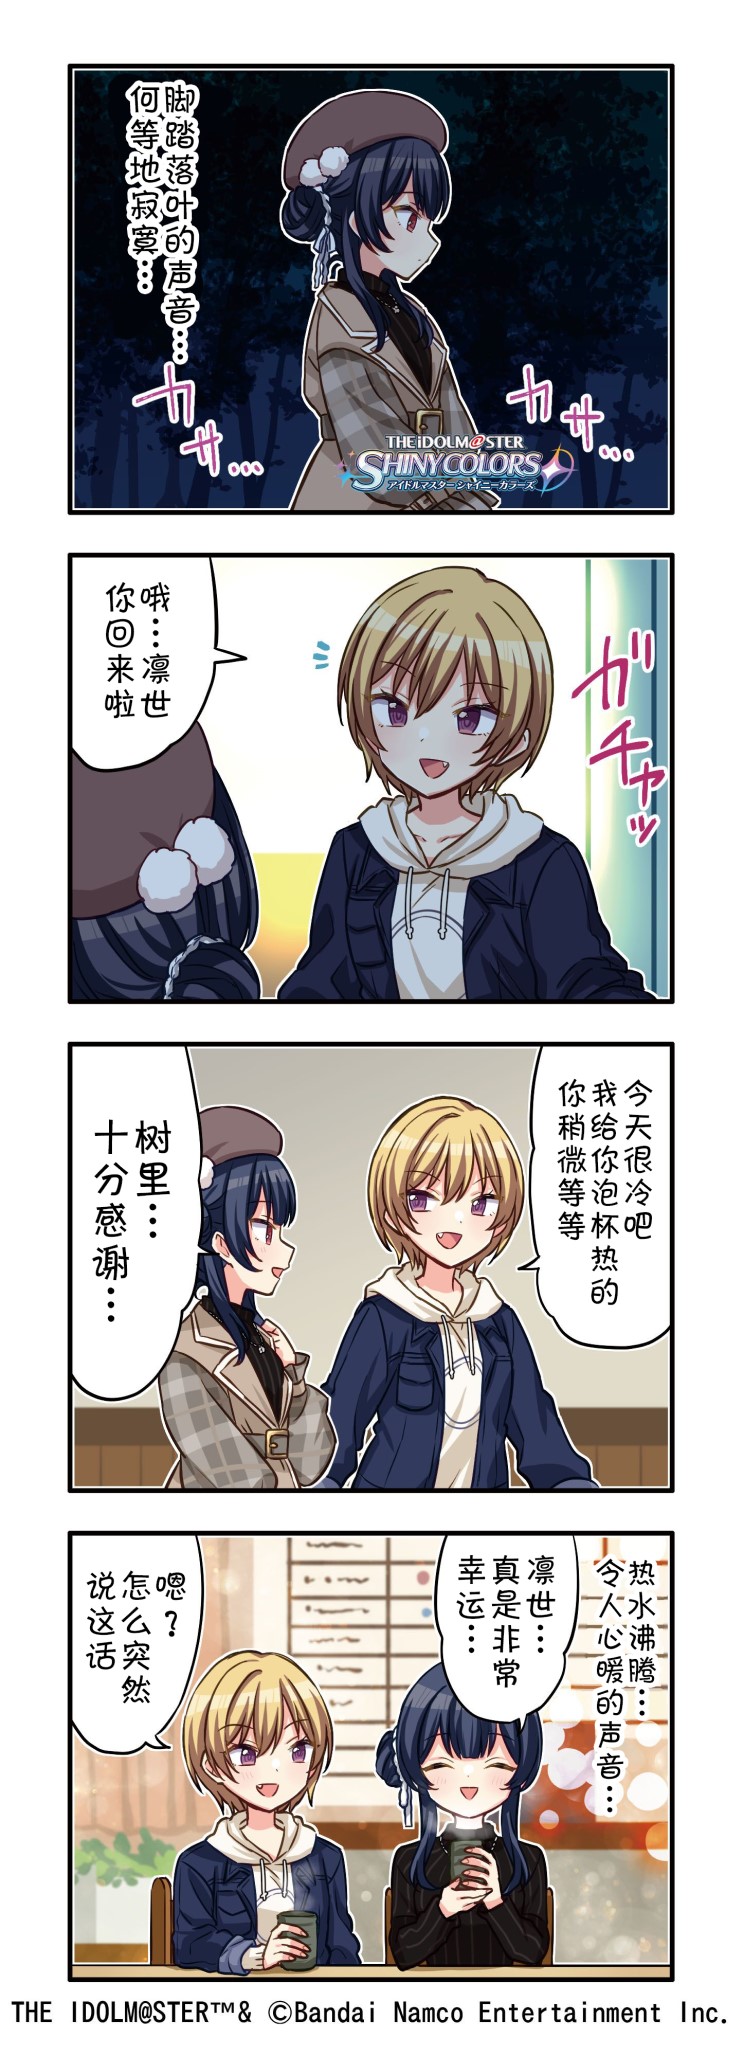 脚踏落叶的声音…
何等地寂寞…
カサ…
カサ…
THE iDOLM@STER
SHINYCOLORS
アイドルマスター シャイニーカラーズ
哦…凛世
你回来啦
ガチャッ
今天很冷吧
我给你泡杯热的
你稍微等等
树里…
十分感谢…
热水沸腾…
令人心暖的声音…
凛世…
真是非常
幸运…
嗯？
怎么突然
说这话
THE IDOLM@STER™& ©Bandai Namco Entertainment Inc.